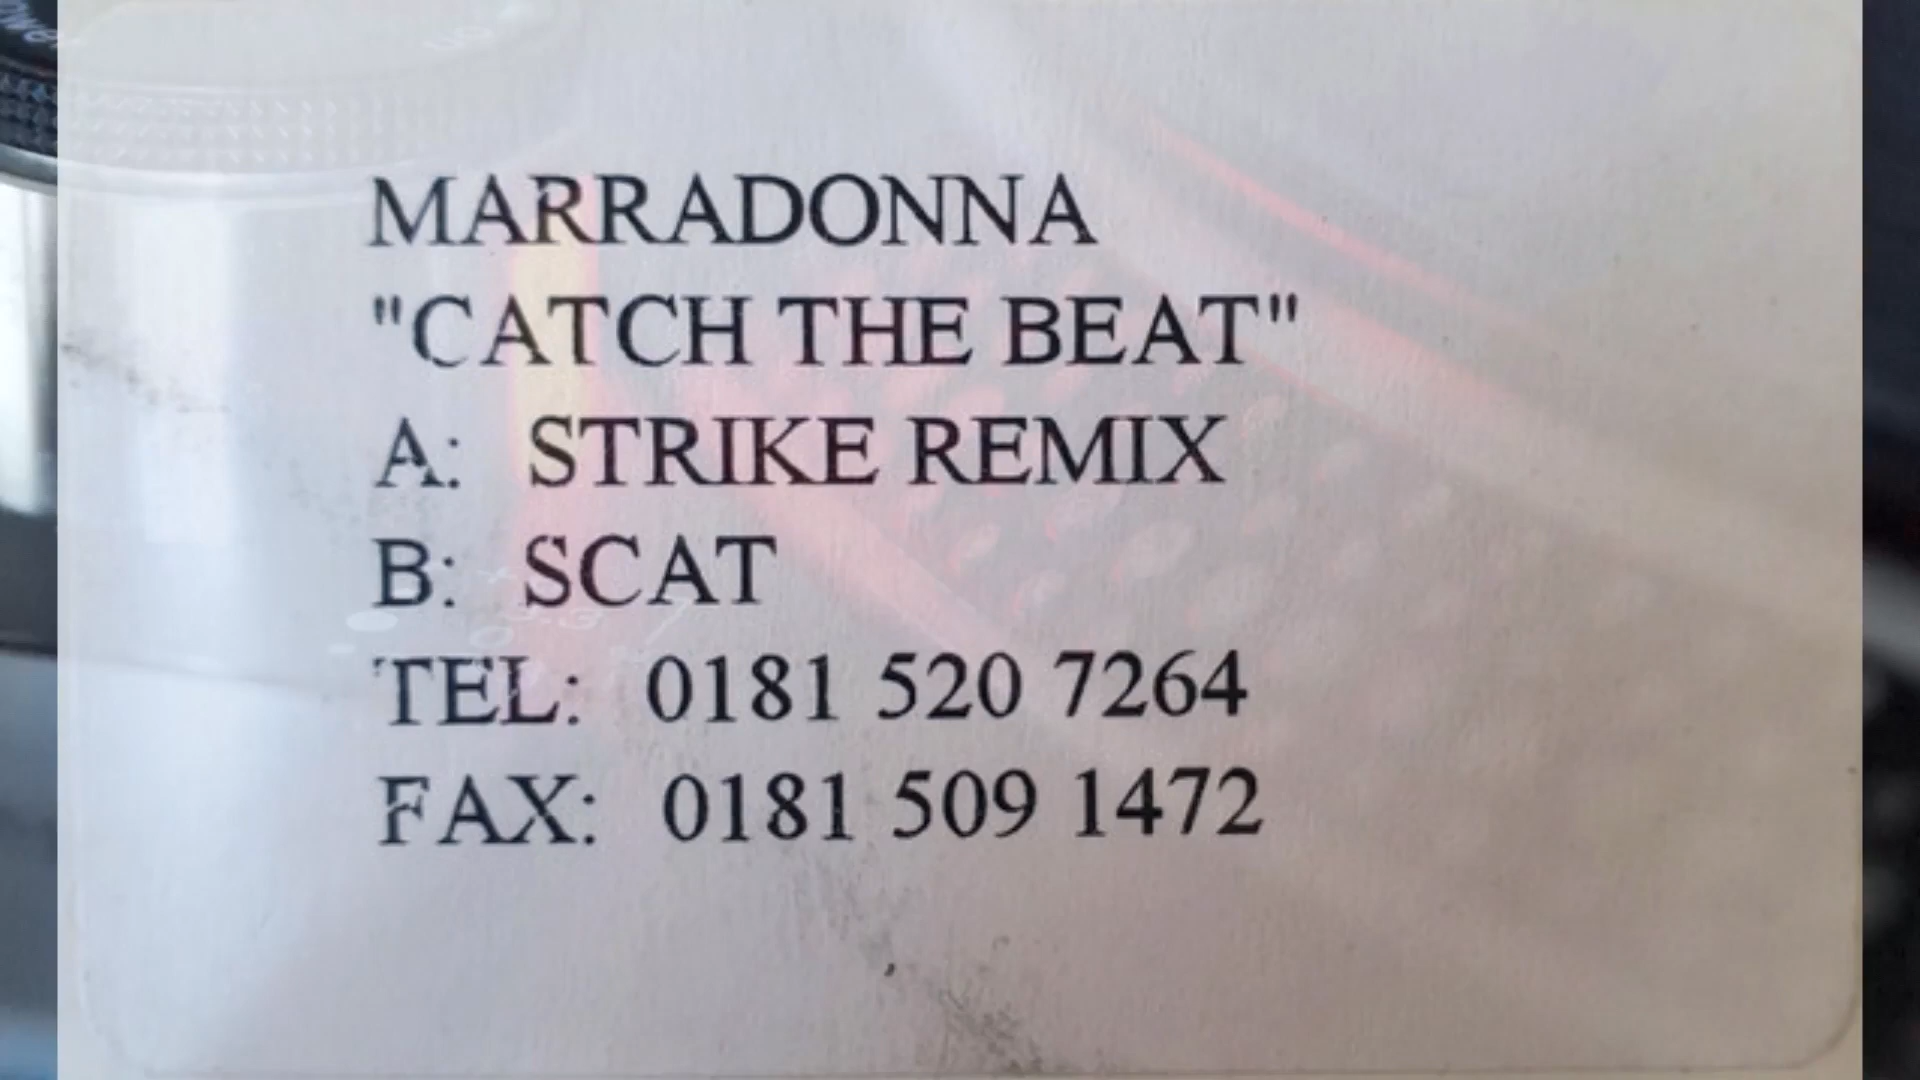 MARRADONNA
"CATCH THE BEAT"
A: STRIKE REMIX
B: SCAT
TEL: 0181 520 7264
FAX: 0181 509 1472